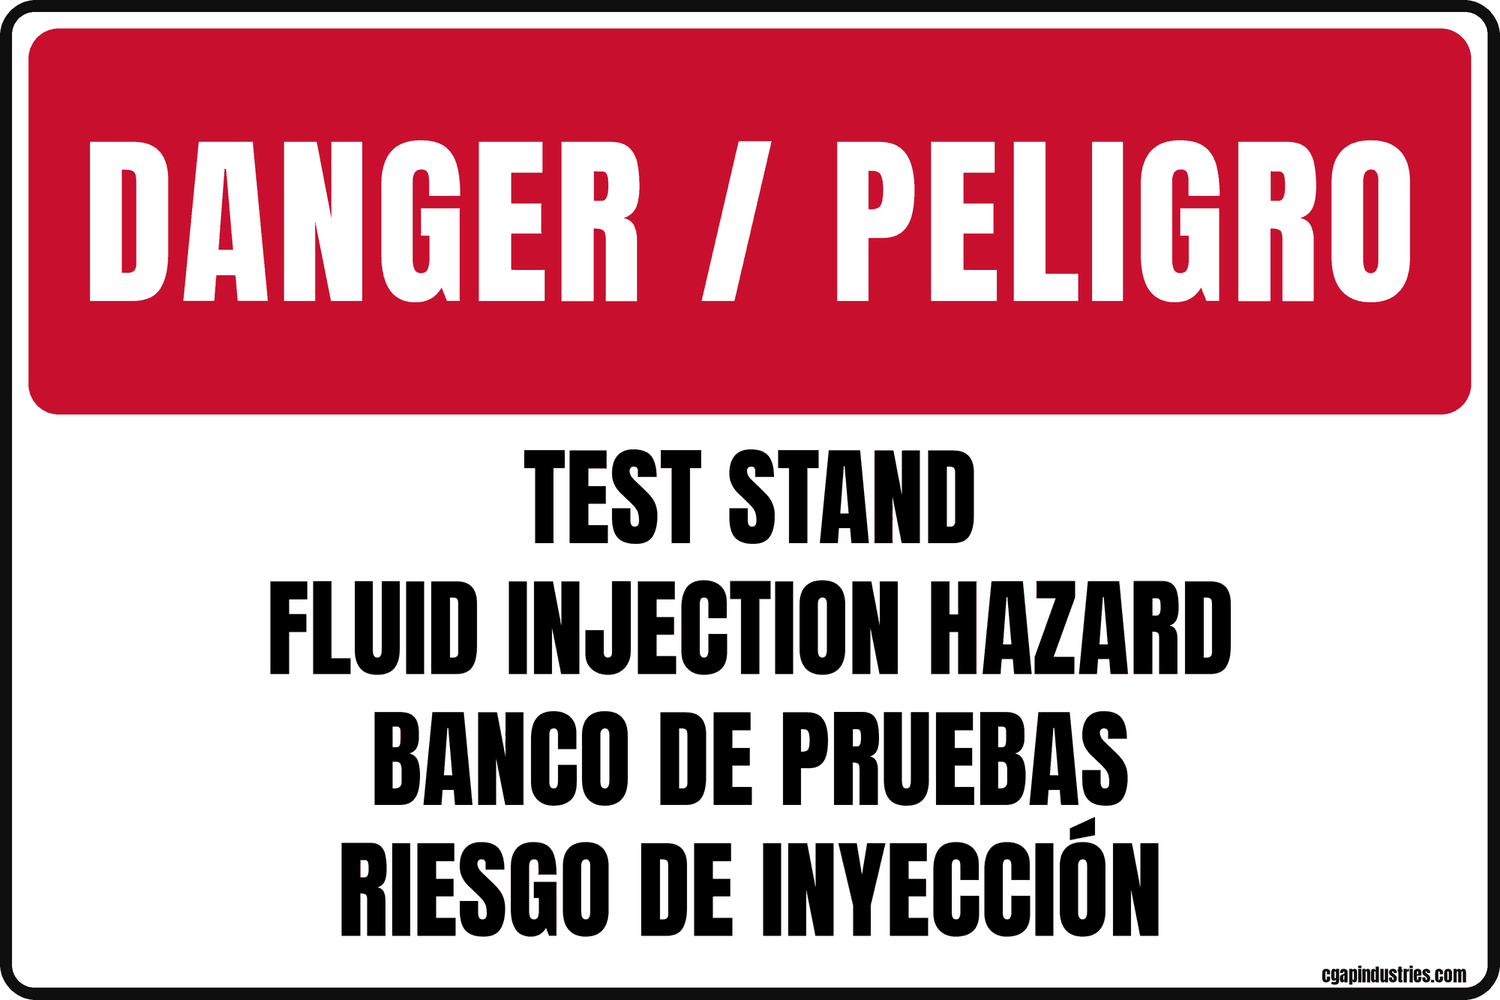 DANGER / PELIGRO
TEST STAND
FLUID INJECTION HAZARD
BANCO DE PRUEBAS
RIESGO DE INYECCIÓN
cgapindustries.com